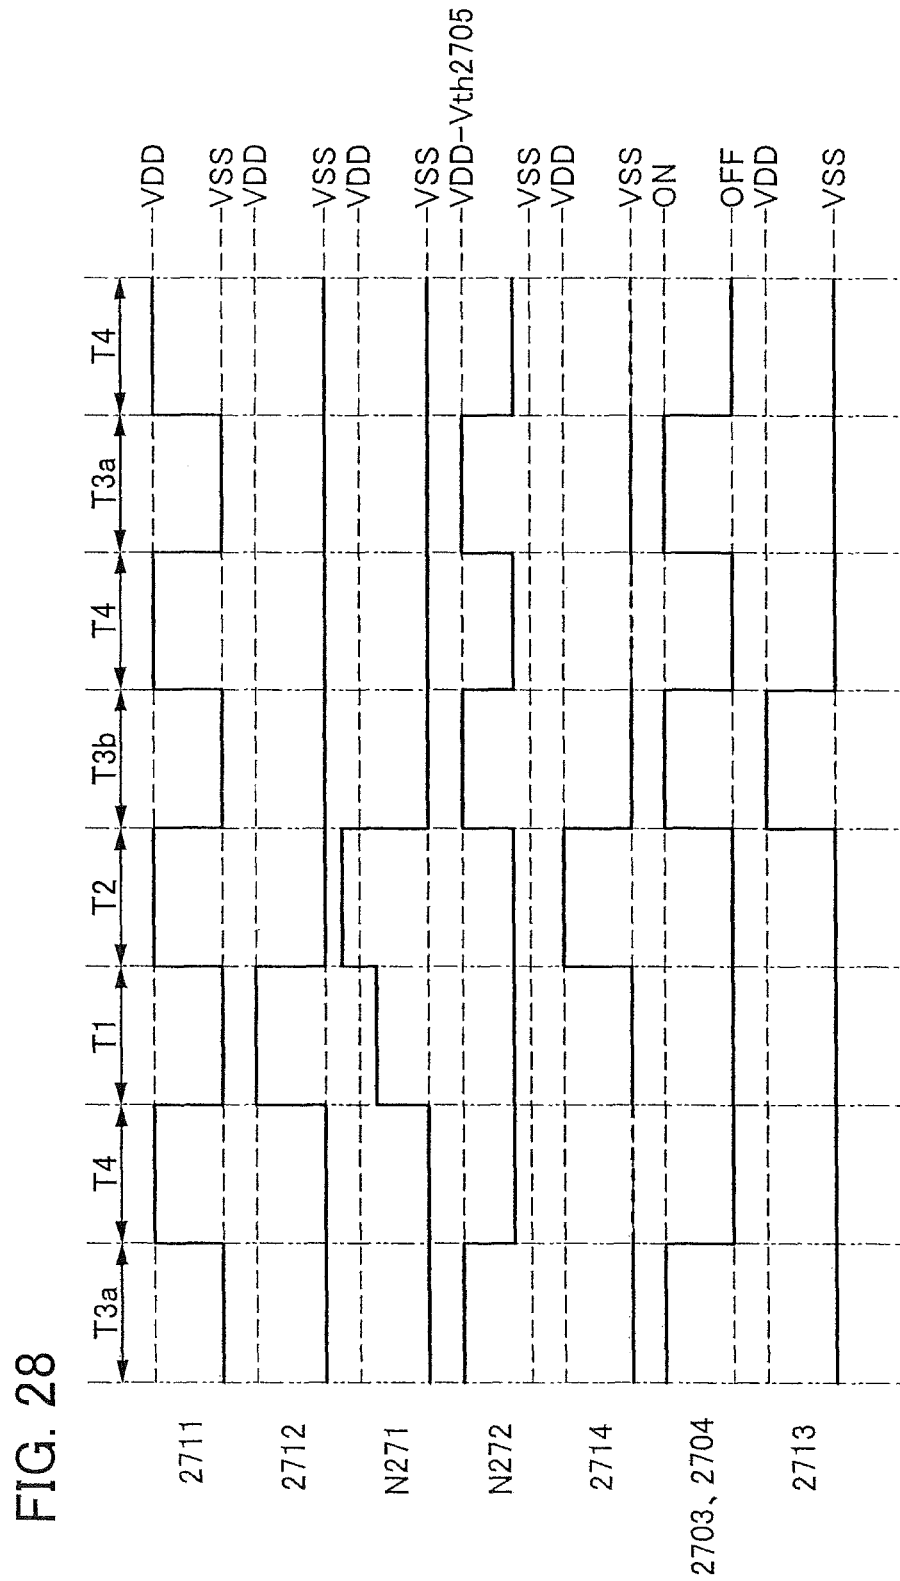 FIG. 28
T3a T4 T1 T2 T3b T4 T3a T4
2711 VDD
VSS
2712 VDD
VSS
N271 VDD
VSS
N272 VDD-Vth2705
VSS
2714 VDD
VSS
2703、2704 ON
OFF
2713 VDD
VSS